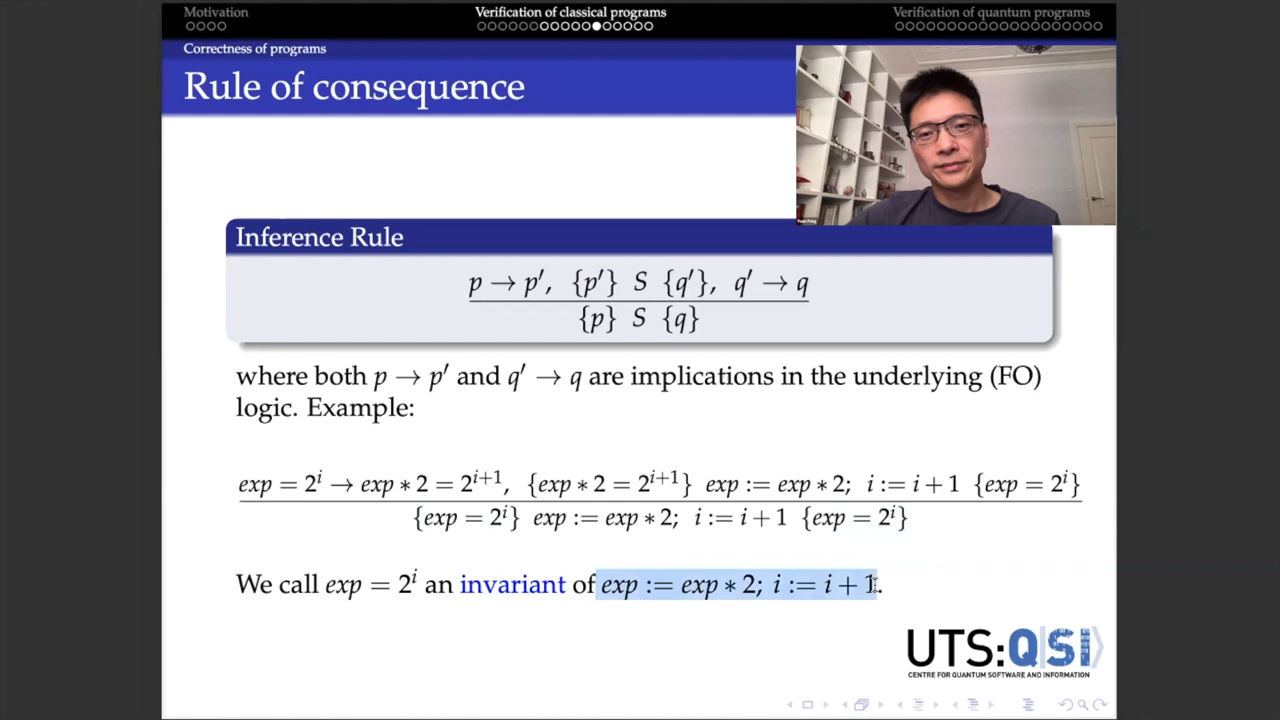 Motivation
Verification of classical programs
Verification of quantum programs
Correctness of programs
Rule of consequence
Yuan Feng
Inference Rule
p → p′, {p′} S {q′}, q′ → q
{p} S {q}
where both p → p′ and q′ → q are implications in the underlying (FO)
logic. Example:
exp = 2^i → exp ∗ 2 = 2^{i+1}, {exp ∗ 2 = 2^{i+1}} exp := exp ∗ 2; i := i + 1 {exp = 2^i}
{exp = 2^i} exp := exp ∗ 2; i := i + 1 {exp = 2^i}
We call exp = 2^i an invariant of exp := exp ∗ 2; i := i + 1.
UTS:QSI
CENTRE FOR QUANTUM SOFTWARE AND INFORMATION